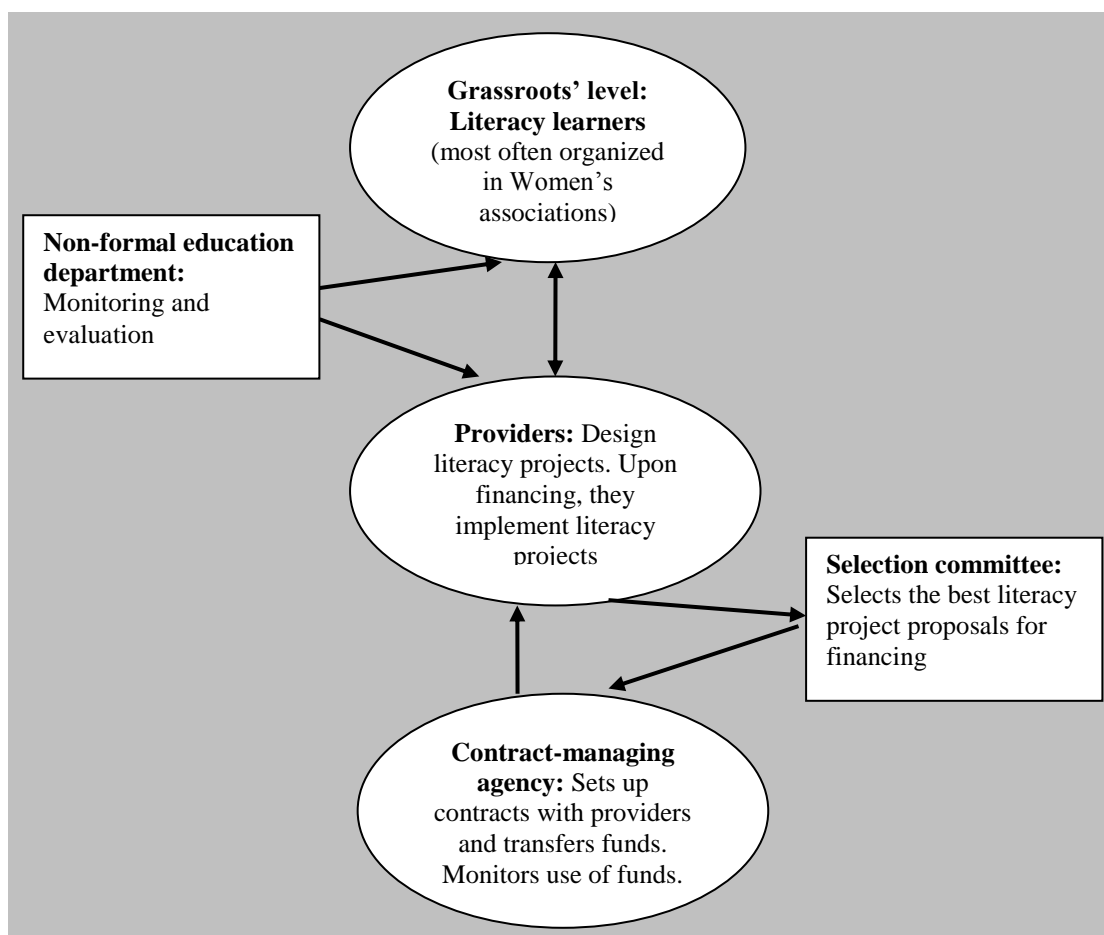 Grassroots’ level:
Literacy learners
(most often organized
in Women’s
associations)
Non-formal education
department:
Monitoring and
evaluation
Providers: Design
literacy projects. Upon
financing, they
implement literacy
projects
Selection committee:
Selects the best literacy
project proposals for
financing
Contract-managing
agency: Sets up
contracts with providers
and transfers funds.
Monitors use of funds.